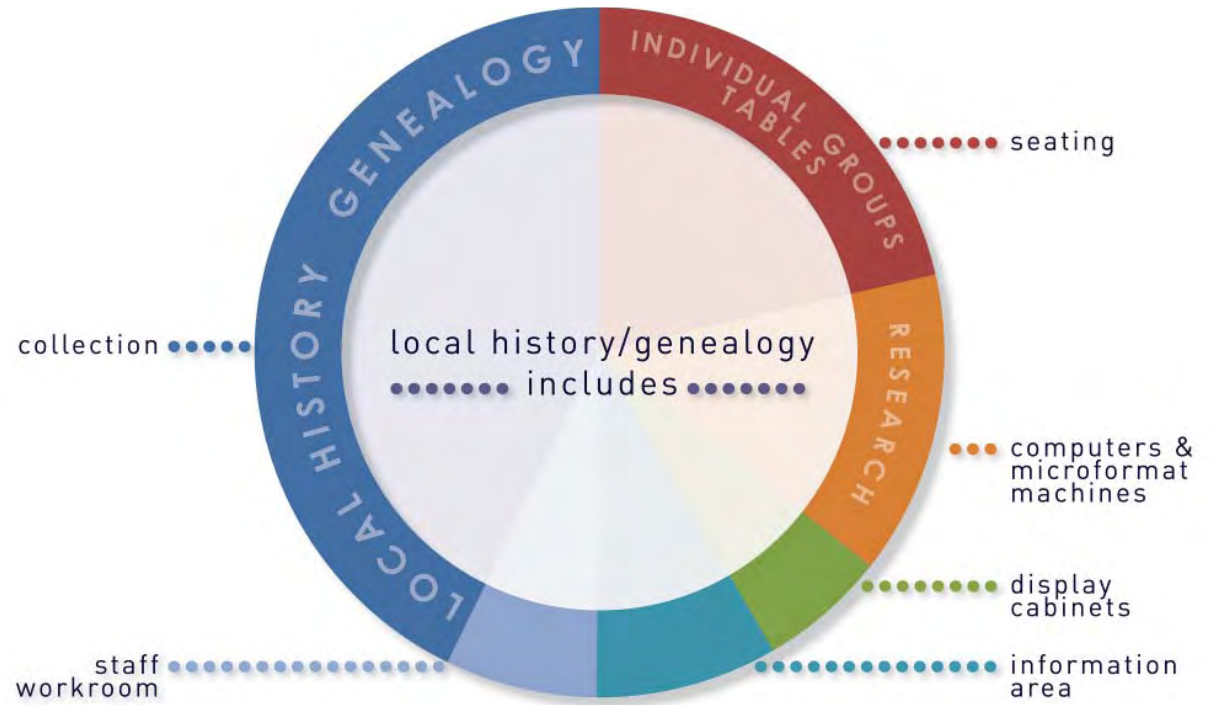 GENEALOGY
LOCAL HISTORY
INDIVIDUAL GROUPS
TABLES
seating
RESEARCH
collection
local history/genealogy
includes
computers &
microformat
machines
display
cabinets
staff
workroom
information
area